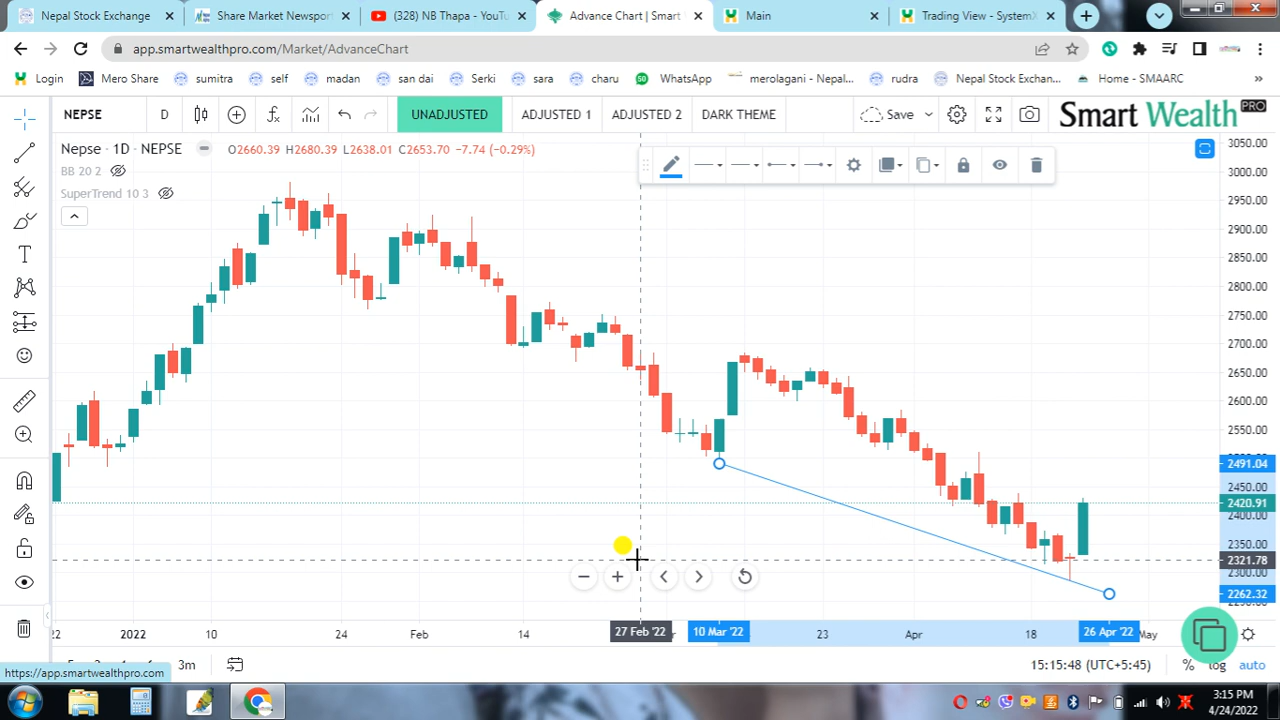 Nepal Stock Exchange
Share Market Newsport
(328) NB Thapa - YouTu
Advance Chart | Smart
Main
Trading View - SystemX
app.smartwealthpro.com/Market/AdvanceChart
Login
Mero Share
sumitra
self
madan
san dai
Serki
sara
charu
WhatsApp
merolagani - Nepal...
rudra
Nepal Stock Exchan...
Home - SMAARC
NEPSE
D
UNADJUSTED
ADJUSTED 1
ADJUSTED 2
DARK THEME
Save
Smart Wealth PRO
Nepse · 1D · NEPSE
O2660.39 H2680.39 L2638.01 C2653.70 −7.74 (−0.29%)
BB 20 2
SuperTrend 10 3
3050.00
3000.00
2950.00
2900.00
2850.00
2800.00
2750.00
2700.00
2650.00
2600.00
2550.00
2491.04
2450.00
2420.91
2400.00
2350.00
2321.78
2300.00
2262.32
2022
10
24
Feb
14
27 Feb '22
10 Mar '22
23
Apr
18
26 Apr '22
May
3m
15:15:48 (UTC+5:45)
%
log
auto
https://app.smartwealthpro.com
3:15 PM
4/24/2022